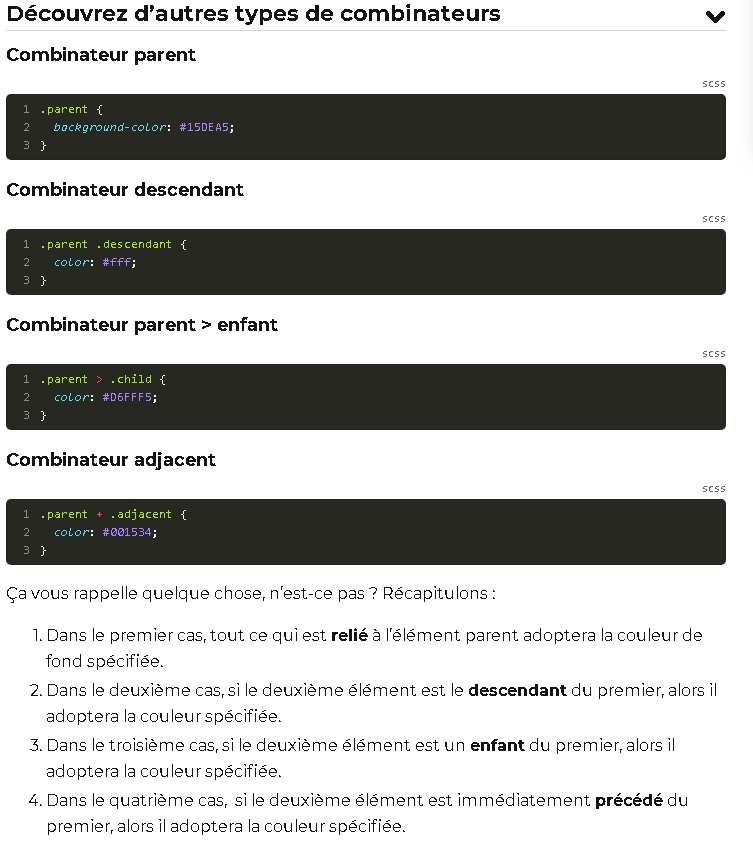 Découvrez d’autres types de combinateurs
Combinateur parent
scss
1 .parent {
2 background-color: #15DEA5;
3 }
Combinateur descendant
scss
1 .parent .descendant {
2 color: #fff;
3 }
Combinateur parent > enfant
scss
1 .parent > .child {
2 color: #D6FFF5;
3 }
Combinateur adjacent
scss
1 .parent + .adjacent {
2 color: #001534;
3 }
Ça vous rappelle quelque chose, n’est-ce pas ? Récapitulons :
1. Dans le premier cas, tout ce qui est relié à l’élément parent adoptera la couleur de
fond spécifiée.
2. Dans le deuxième cas, si le deuxième élément est le descendant du premier, alors il
adoptera la couleur spécifiée.
3. Dans le troisième cas, si le deuxième élément est un enfant du premier, alors il
adoptera la couleur spécifiée.
4. Dans le quatrième cas, si le deuxième élément est immédiatement précédé du
premier, alors il adoptera la couleur spécifiée.